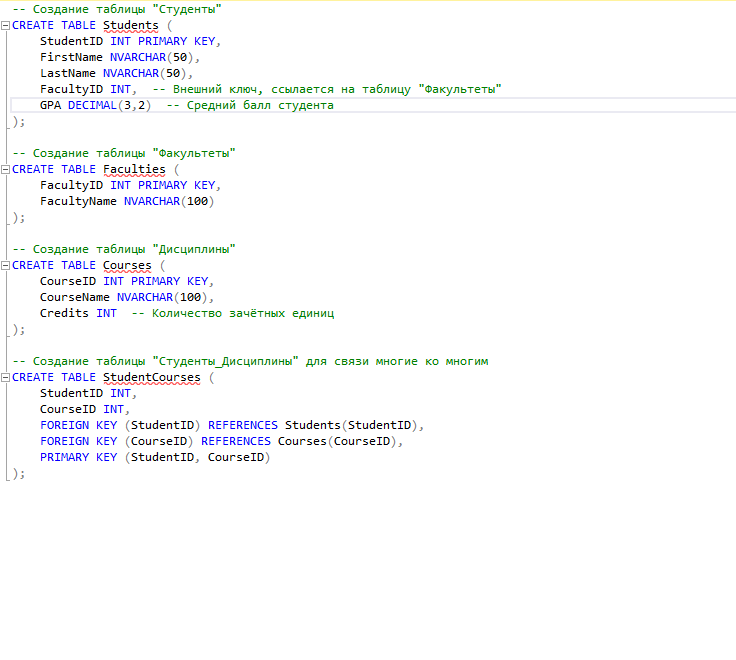 -- Создание таблицы "Студенты"
CREATE TABLE Students (
    StudentID INT PRIMARY KEY,
    FirstName NVARCHAR(50),
    LastName NVARCHAR(50),
    FacultyID INT,  -- Внешний ключ, ссылается на таблицу "Факультеты"
    GPA DECIMAL(3,2)  -- Средний балл студента
);
-- Создание таблицы "Факультеты"
CREATE TABLE Faculties (
    FacultyID INT PRIMARY KEY,
    FacultyName NVARCHAR(100)
);
-- Создание таблицы "Дисциплины"
CREATE TABLE Courses (
    CourseID INT PRIMARY KEY,
    CourseName NVARCHAR(100),
    Credits INT  -- Количество зачётных единиц
);
-- Создание таблицы "Студенты_Дисциплины" для связи многие ко многим
CREATE TABLE StudentCourses (
    StudentID INT,
    CourseID INT,
    FOREIGN KEY (StudentID) REFERENCES Students(StudentID),
    FOREIGN KEY (CourseID) REFERENCES Courses(CourseID),
    PRIMARY KEY (StudentID, CourseID)
);